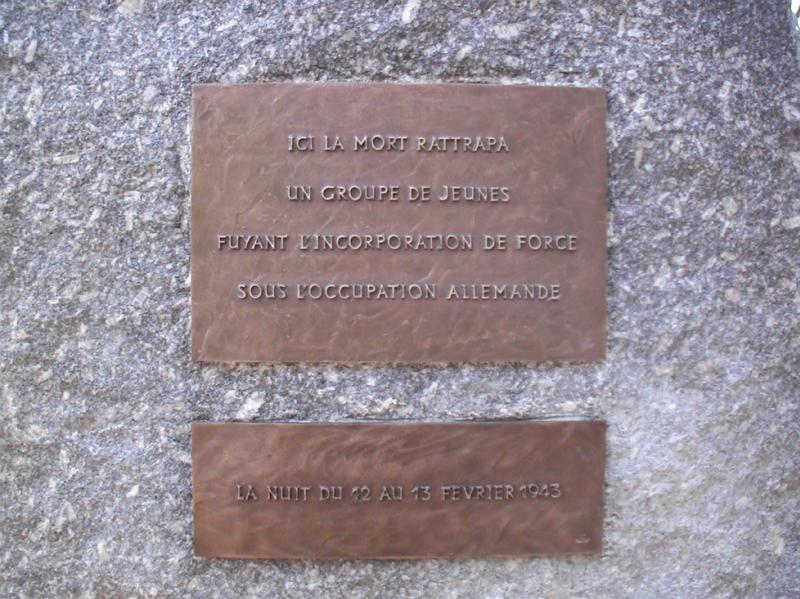 ICI LA MORT RATTRAPA
UN GROUPE DE JEUNES
FUYANT L'INCORPORATION DE FORCE
SOUS L'OCCUPATION ALLEMANDE
LA NUIT DU 12 AU 13 FEVRIER 1943